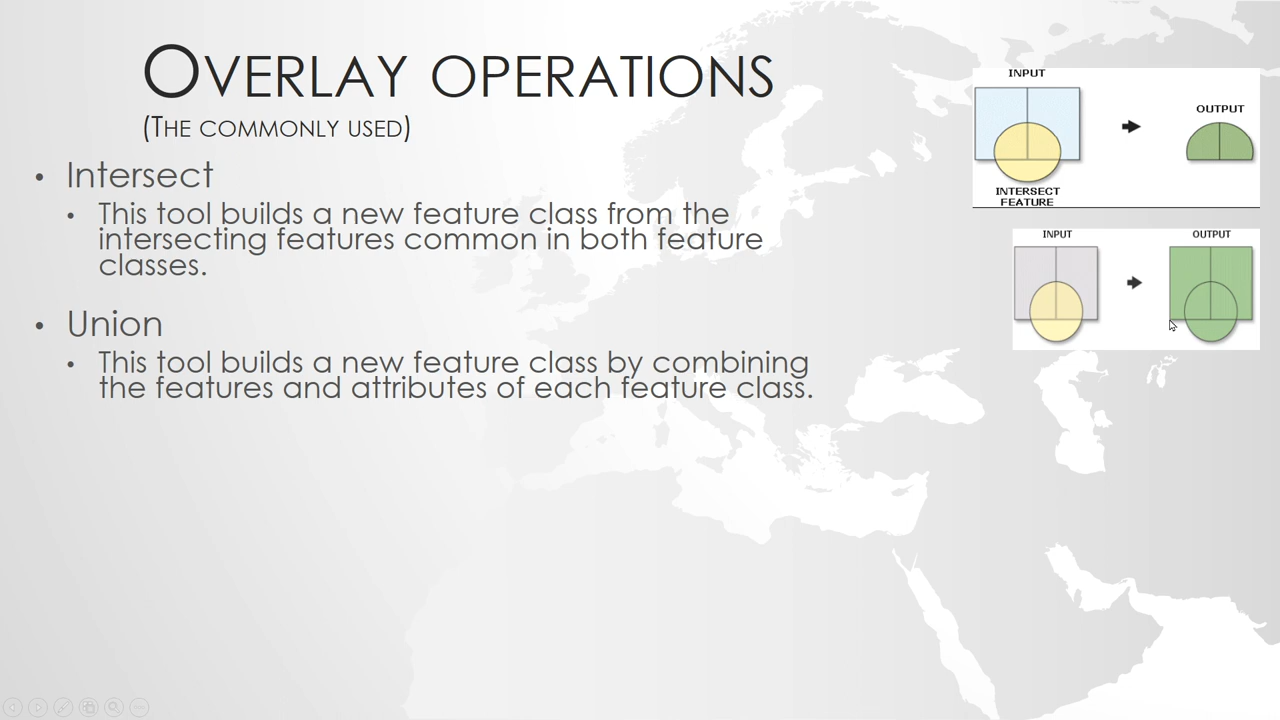 OVERLAY OPERATIONS
(THE COMMONLY USED)
• Intersect
• This tool builds a new feature class from the
intersecting features common in both feature
classes.
• Union
• This tool builds a new feature class by combining
the features and attributes of each feature class.
INPUT
OUTPUT
INTERSECT
FEATURE
INPUT
OUTPUT